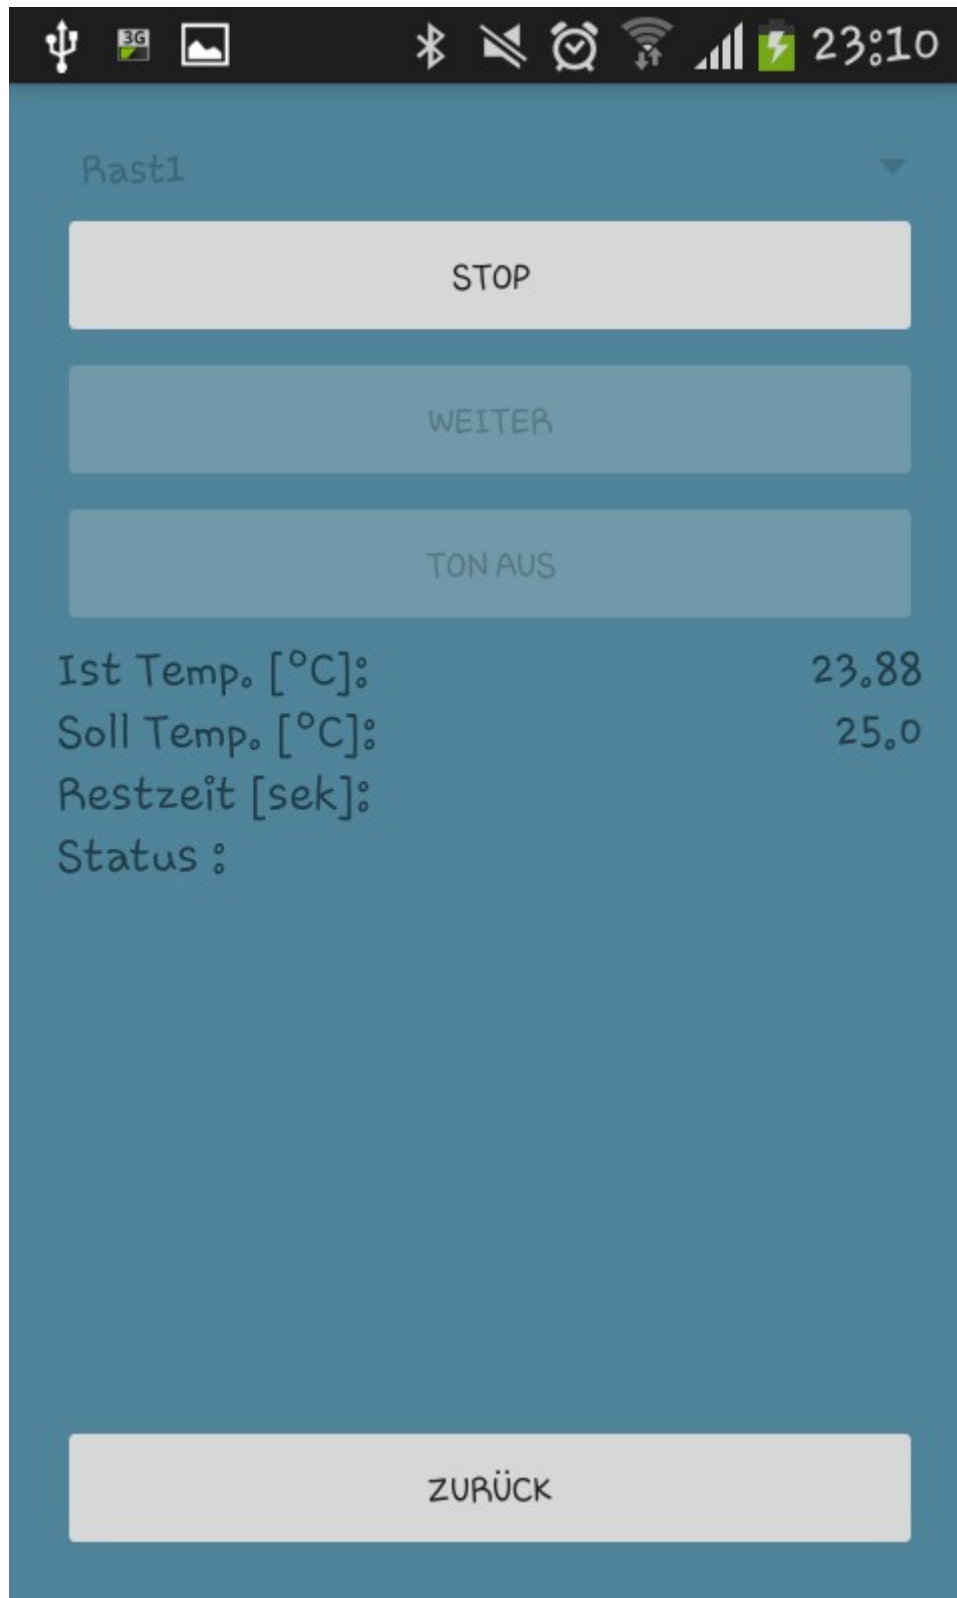 3G
23:10
Rast1
STOP
WEITER
TON AUS
Ist Temp. [°C]: 23.88
Soll Temp. [°C]: 25.0
Restzeit [sek]:
Status :
ZURÜCK